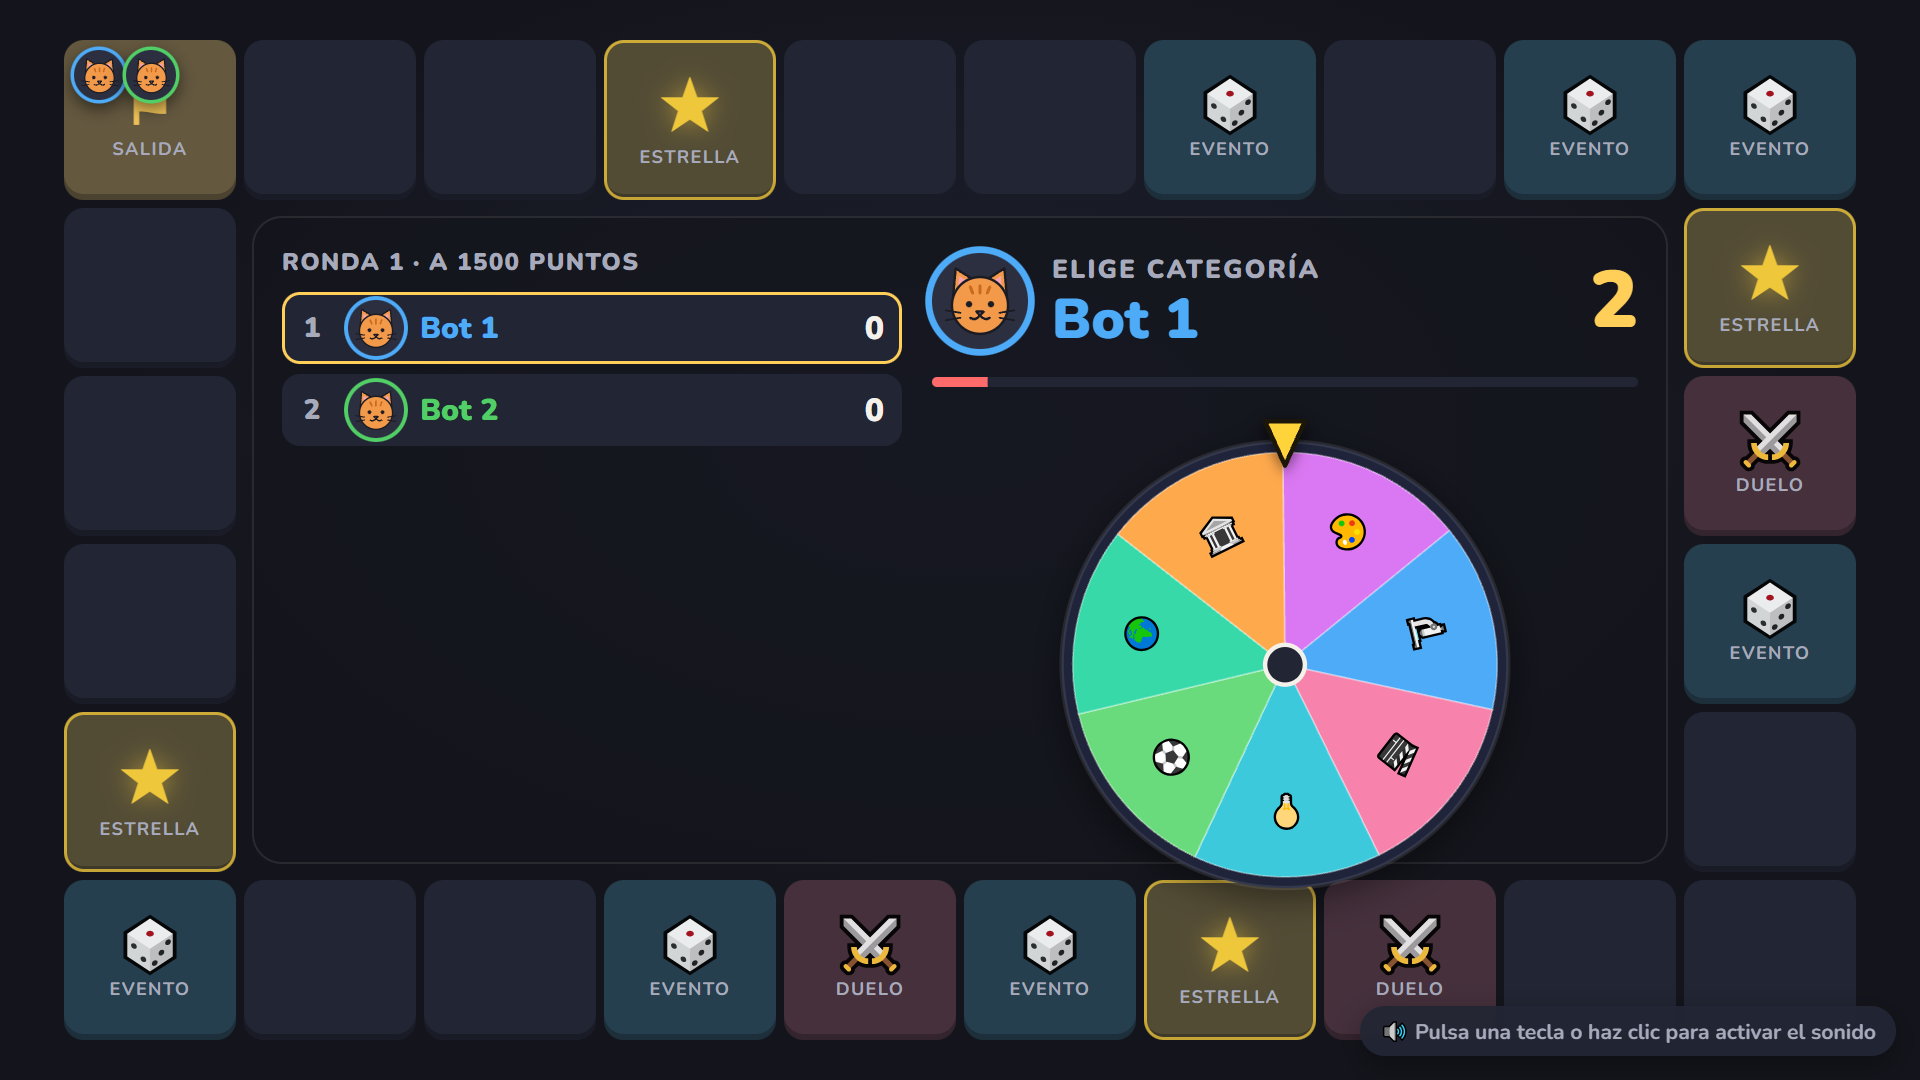 SALIDA
ESTRELLA
EVENTO
EVENTO
EVENTO
RONDA 1 · A 1500 PUNTOS
1 Bot 1 0
2 Bot 2 0
ELIGE CATEGORÍA
Bot 1
2
ESTRELLA
DUELO
EVENTO
ESTRELLA
EVENTO
EVENTO
DUELO
EVENTO
ESTRELLA
DUELO
Pulsa una tecla o haz clic para activar el sonido